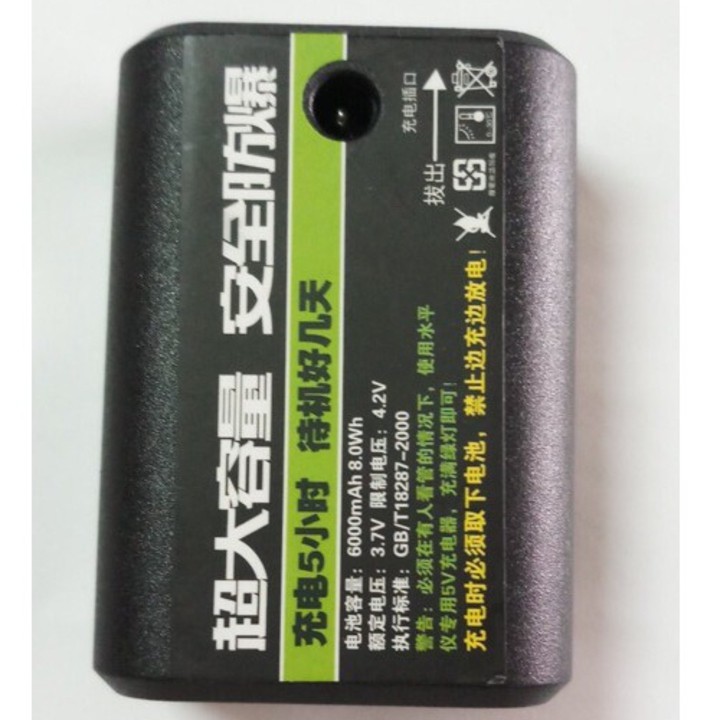 超大容量 安全防爆
充电5小时 待机好几天
电池容量：6000mAh 8.0Wh
额定电压：3.7V 限制电压：4.2V
执行标准：GB/T18287-2000
警告：必须在有人看管的情况下，使用水平
仪专用5V充电器，充满绿灯即可!
充电时必须取下电池，禁止边充边放电!
拔出
充电插口